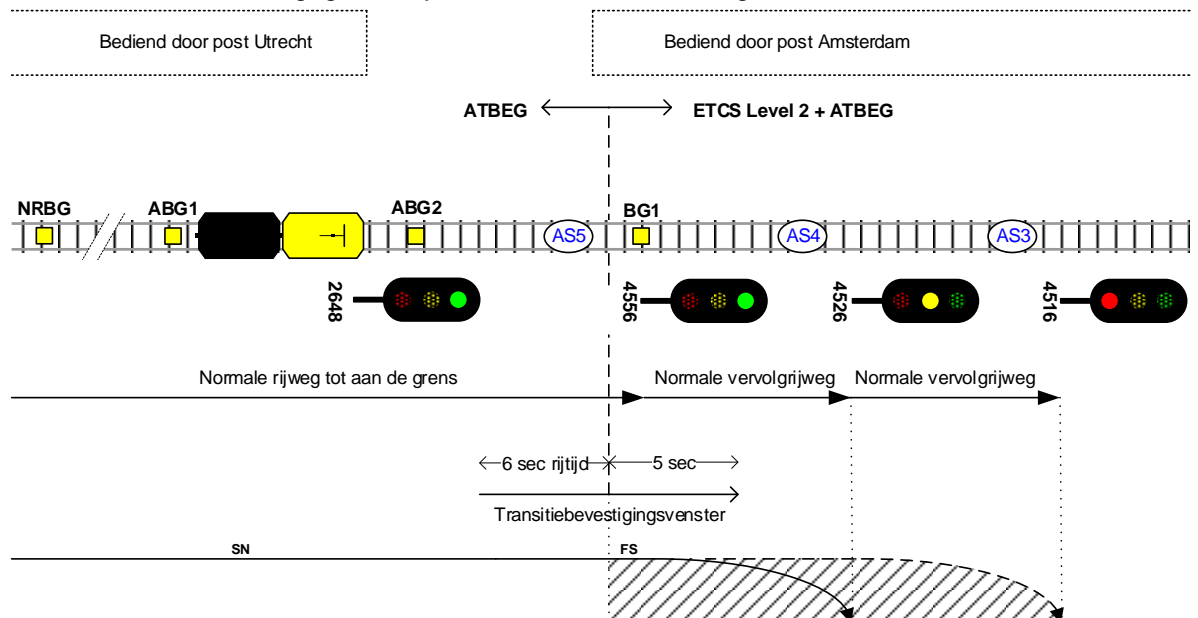 Bediend door post Utrecht
Bediend door post Amsterdam
ATBEG
ETCS Level 2 + ATBEG
NRBG
ABG1
ABG2
AS5
BG1
AS4
AS3
2648
4556
4526
4516
Normale rijweg tot aan de grens
Normale vervolgrijweg
Normale vervolgrijweg
6 sec rijtijd
5 sec
Transitiebevestigingsvenster
SN
FS